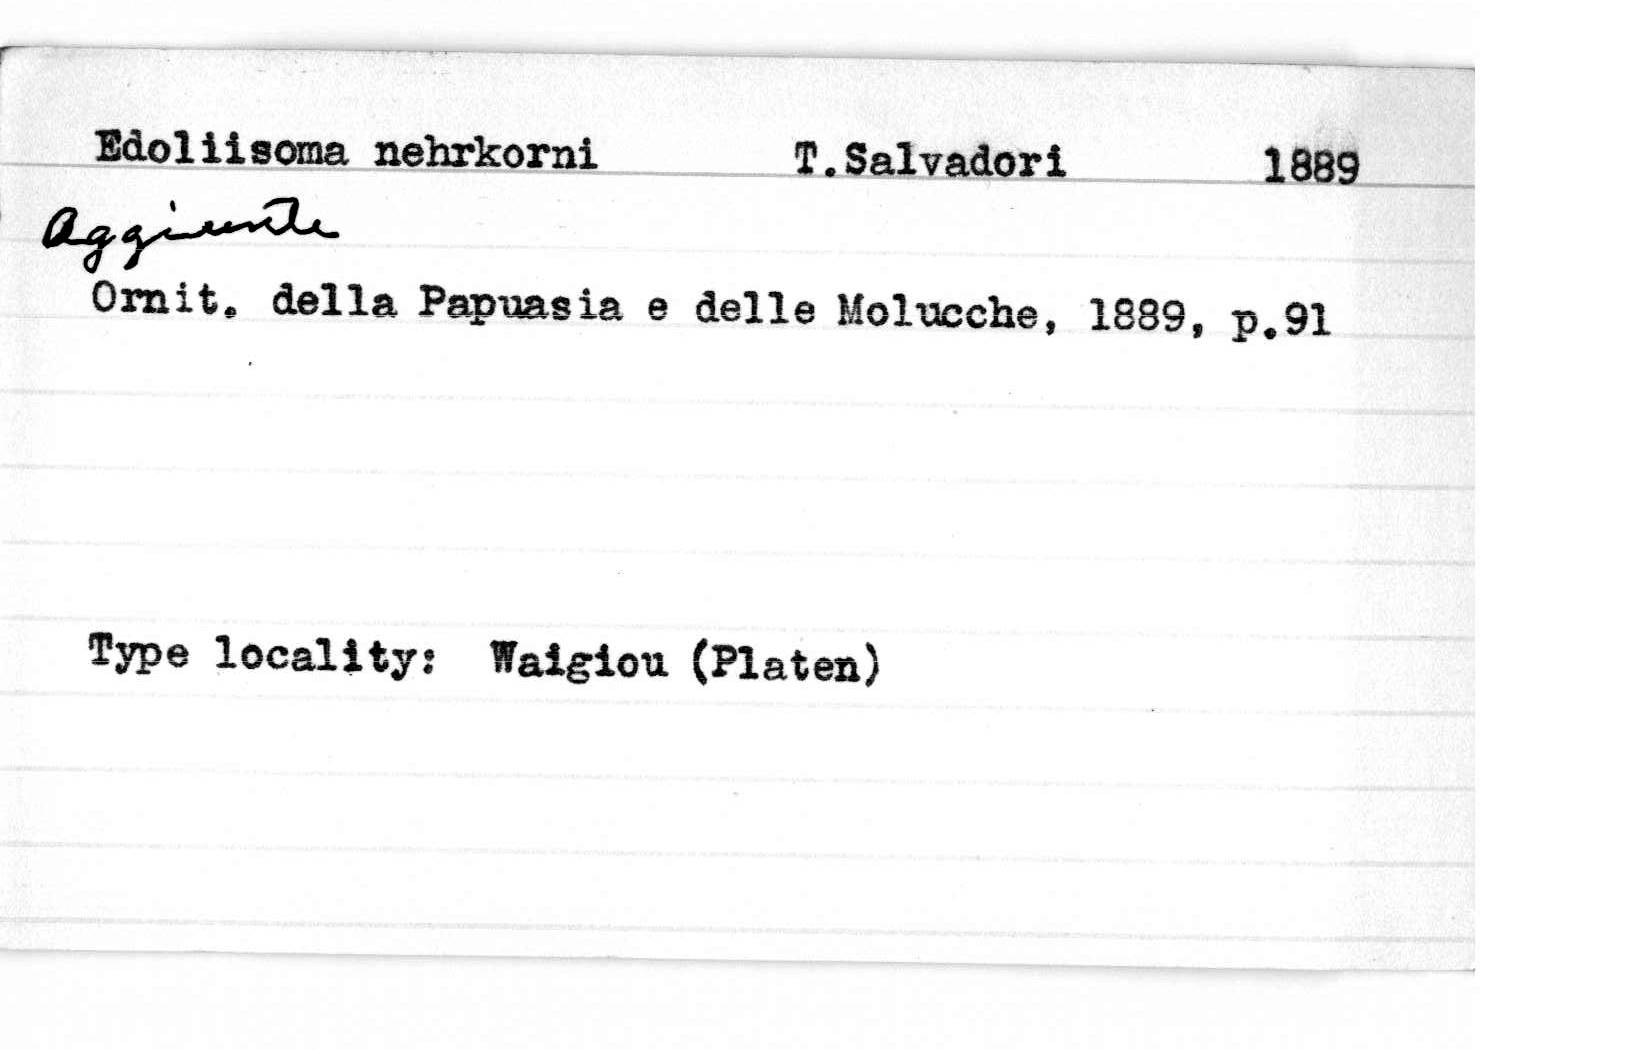 Edoliisoma nehrkorni T.Salvadori 1889
Aggiunte
Ornit. della Papuasia e delle Molucche, 1889, p.91
Type locality: Waigiou (Platen)